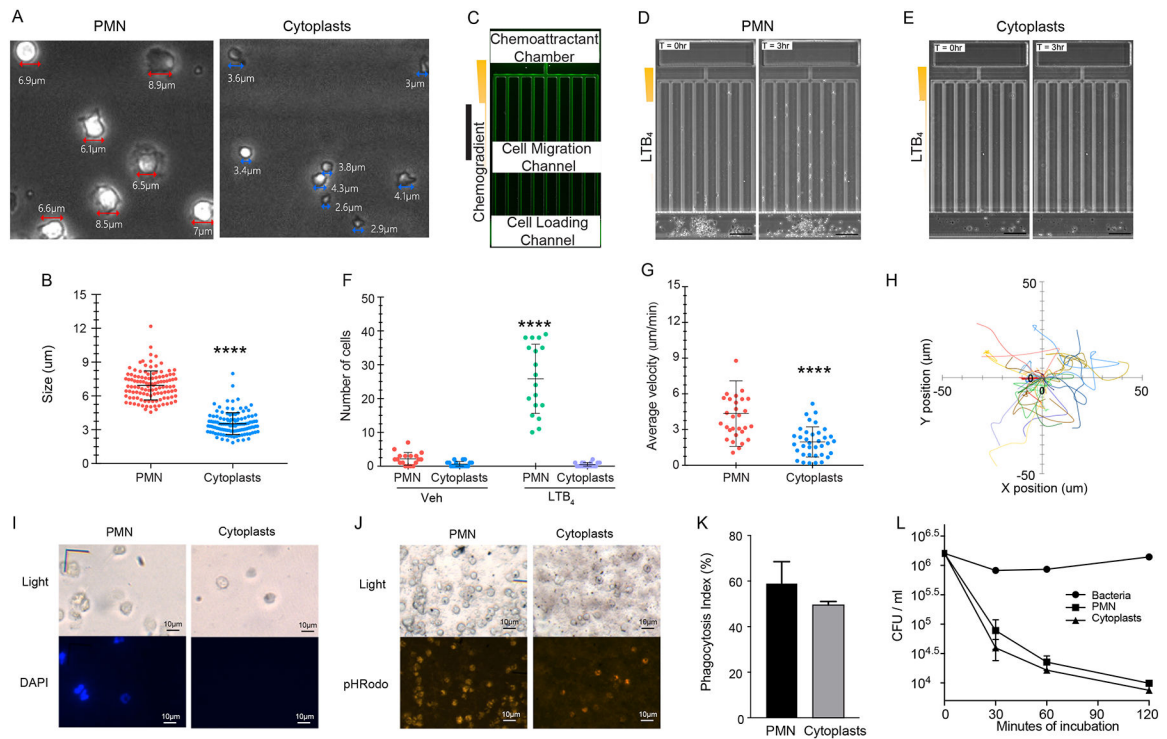 A
PMN
Cytoplasts
6.9µm
8.9µm
6.1µm
6.5µm
6.6µm
8.5µm
7µm
3.6µm
3µm
3.4µm
3.8µm
4.3µm
4.1µm
2.6µm
2.9µm
C
Chemoattractant
Chamber
Chemogradient
Cell Migration
Channel
Cell Loading
Channel
D
PMN
T = 0hr
T = 3hr
LTB4
E
Cytoplasts
T = 0hr
T = 3hr
LTB4
B
Size (um)
15
12
9
6
3
0
****
PMN
Cytoplasts
F
Number of cells
50
40
30
20
10
0
****
PMN
Cytoplasts
PMN
Cytoplasts
Veh
LTB4
G
Average velocity (um/min)
15
12
9
6
3
0
****
PMN
Cytoplasts
H
Y position (µm)
50
-50
0
0
50
-50
X position (um)
I
PMN
Cytoplasts
Light
10µm
10µm
DAPI
10µm
10µm
J
PMN
Cytoplasts
Light
10µm
10µm
pHRodo
10µm
10µm
K
Phagocytosis Index (%)
80
60
40
20
0
PMN
Cytoplasts
L
CFU / ml
10^6.5
10^6
10^5.5
10^5
10^4.5
10^4
Bacteria
PMN
Cytoplasts
0
30
60
90
120
Minutes of incubation